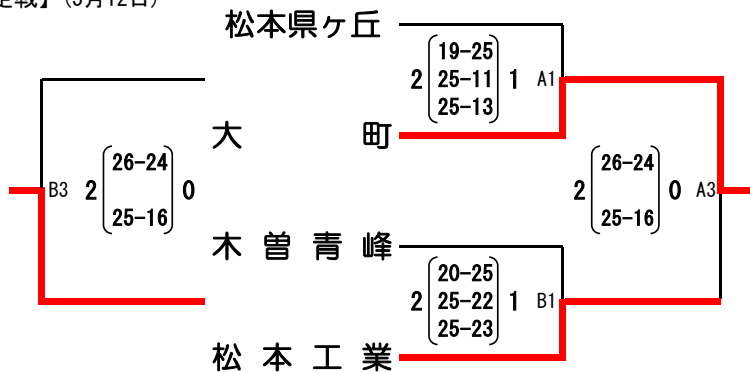 定戦】(5月12日)
松本県ヶ丘
2 19-25 1 A1
25-11
25-13
大町
B3 2 26-24 0
25-16
2 26-24 0 A3
25-16
木曽青峰
2 20-25 1 B1
25-22
25-23
松本工業